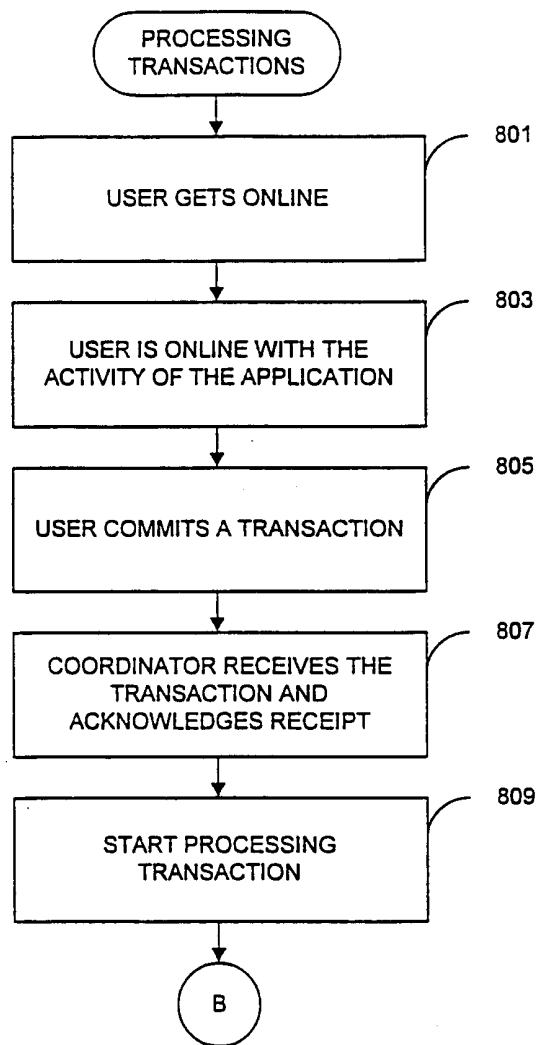 PROCESSING
TRANSACTIONS
801
USER GETS ONLINE
803
USER IS ONLINE WITH THE
ACTIVITY OF THE APPLICATION
805
USER COMMITS A TRANSACTION
807
COORDINATOR RECEIVES THE
TRANSACTION AND
ACKNOWLEDGES RECEIPT
809
START PROCESSING
TRANSACTION
B